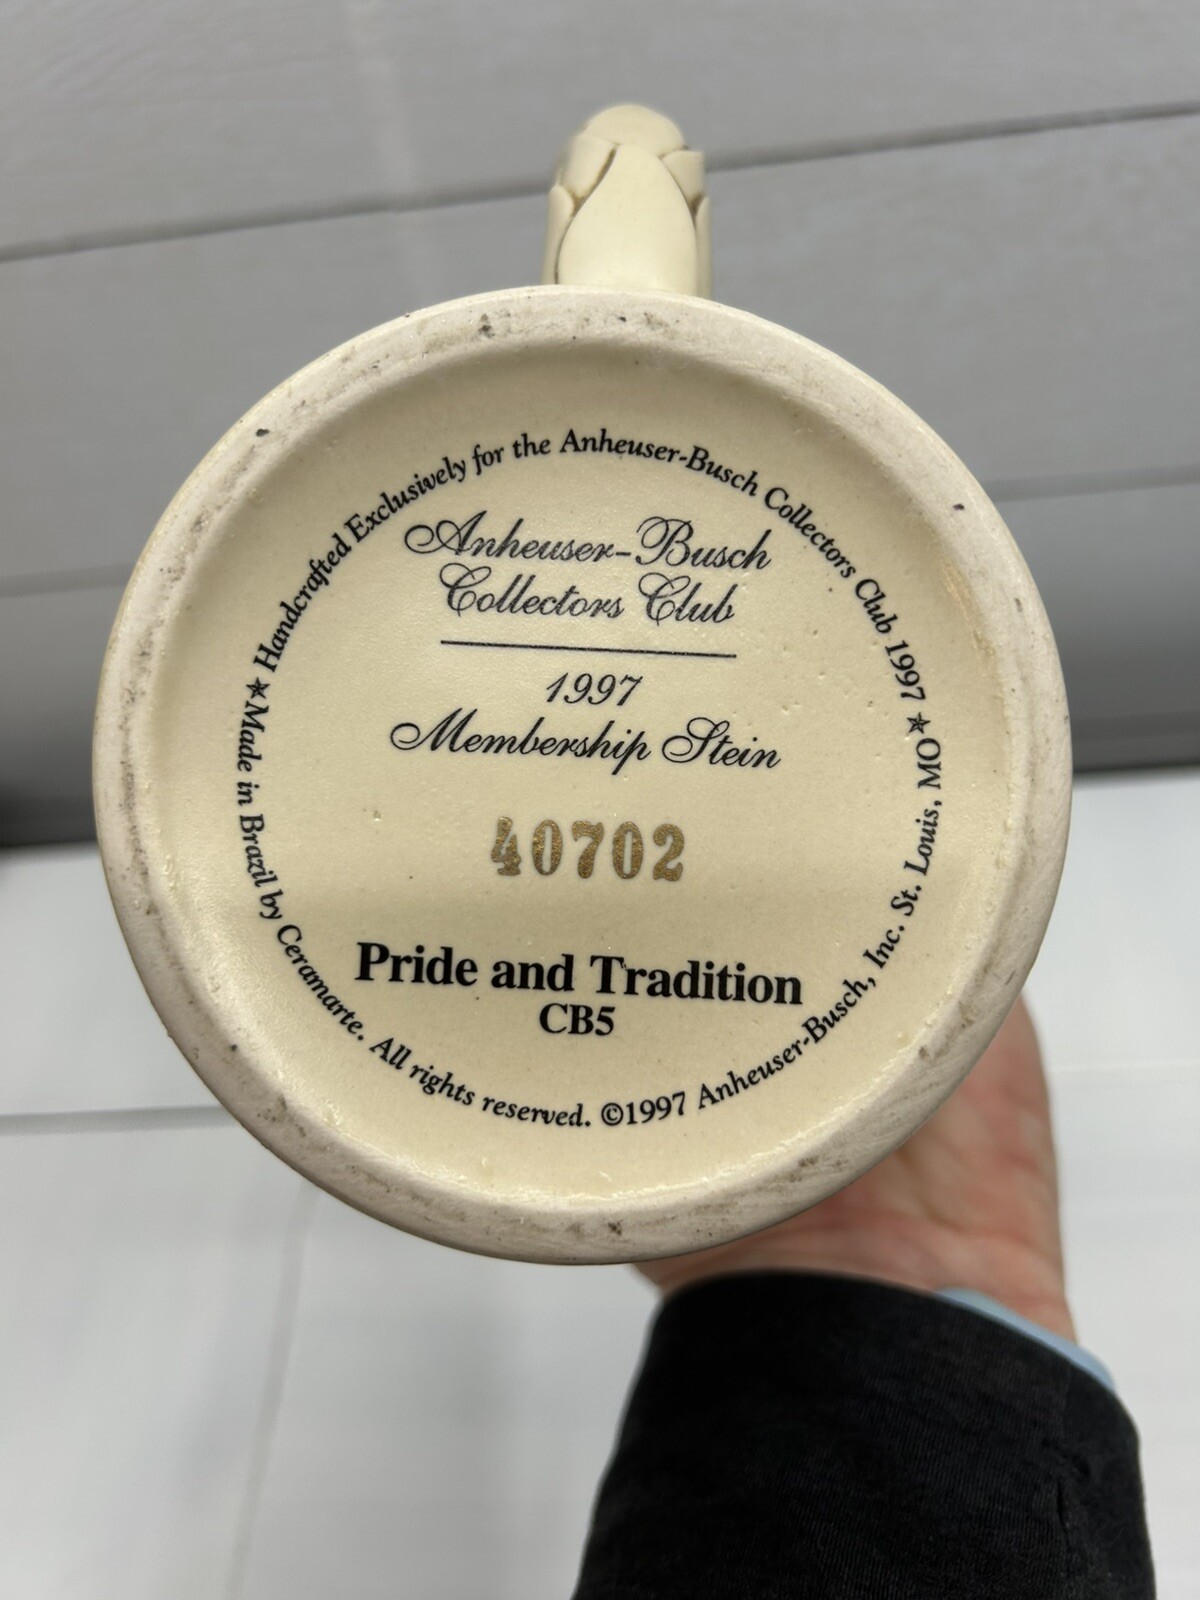 ★ Handcrafted Exclusively for the Anheuser-Busch Collectors Club 1997 ★
Anheuser-Busch
Collectors Club
1997
Membership Stein
40702
Pride and Tradition
CB5
Made in Brazil by Ceramarte. All rights reserved. ©1997 Anheuser-Busch, Inc. St. Louis, MO